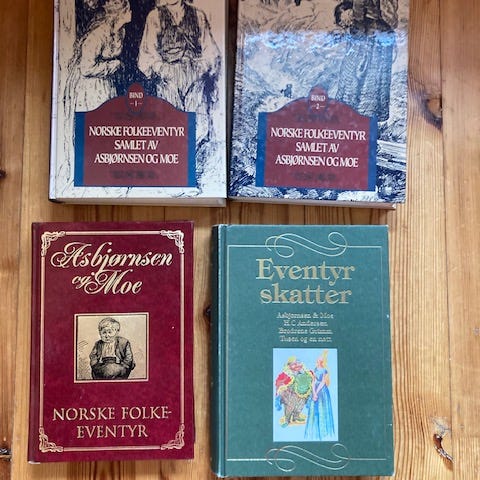 BIND
-1-
NORSKE FOLKEEVENTYR
SAMLET AV
ASBJØRNSEN OG MOE
BIND
-2-
NORSKE FOLKEEVENTYR
SAMLET AV
ASBJØRNSEN OG MOE
Asbjørnsen
og Moe
NORSKE FOLKE-
EVENTYR
Eventyr
skatter
Asbjørnsen & Moe
H.C Andersen
Brødrene Grimm
Tusen og en natt